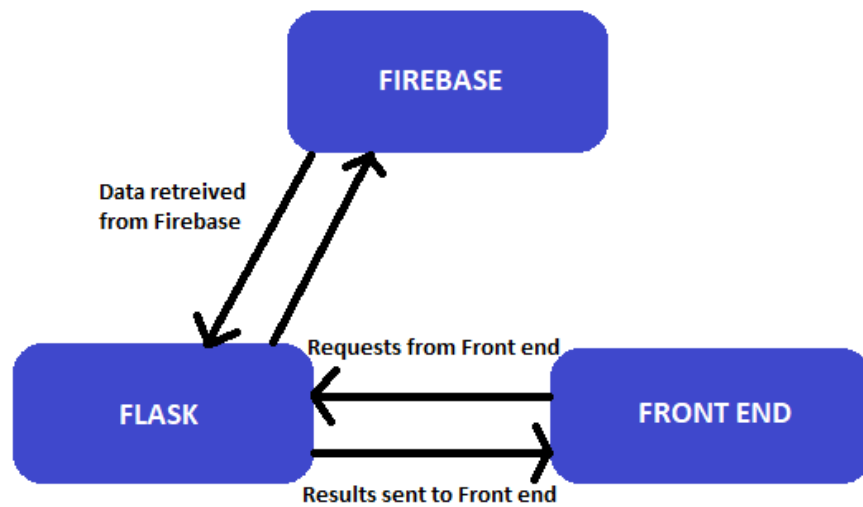 FIREBASE
Data retreived
from Firebase
Requests from Front end
FLASK
FRONT END
Results sent to Front end